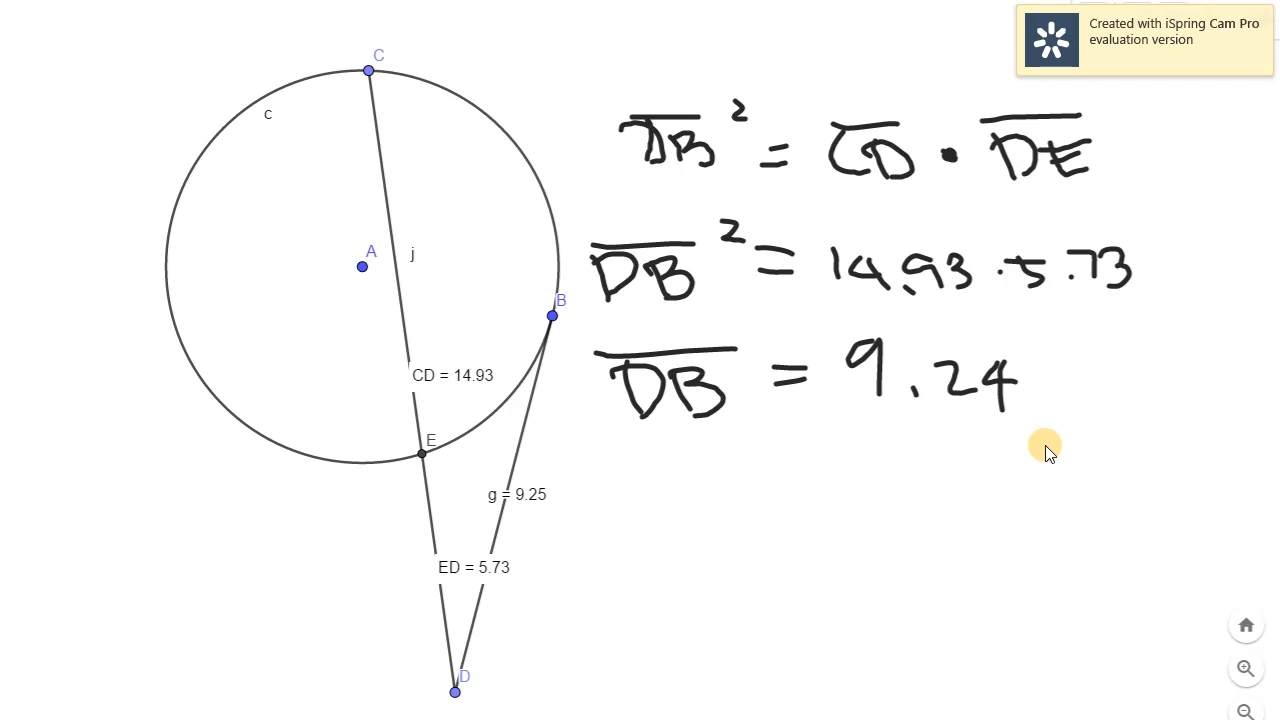 Created with iSpring Cam Pro
evaluation version
C
c
DB² = CD · DE
A
j
DB² = 14.93 · 5.73
B
DB = 9.24
CD = 14.93
E
g = 9.25
ED = 5.73
D